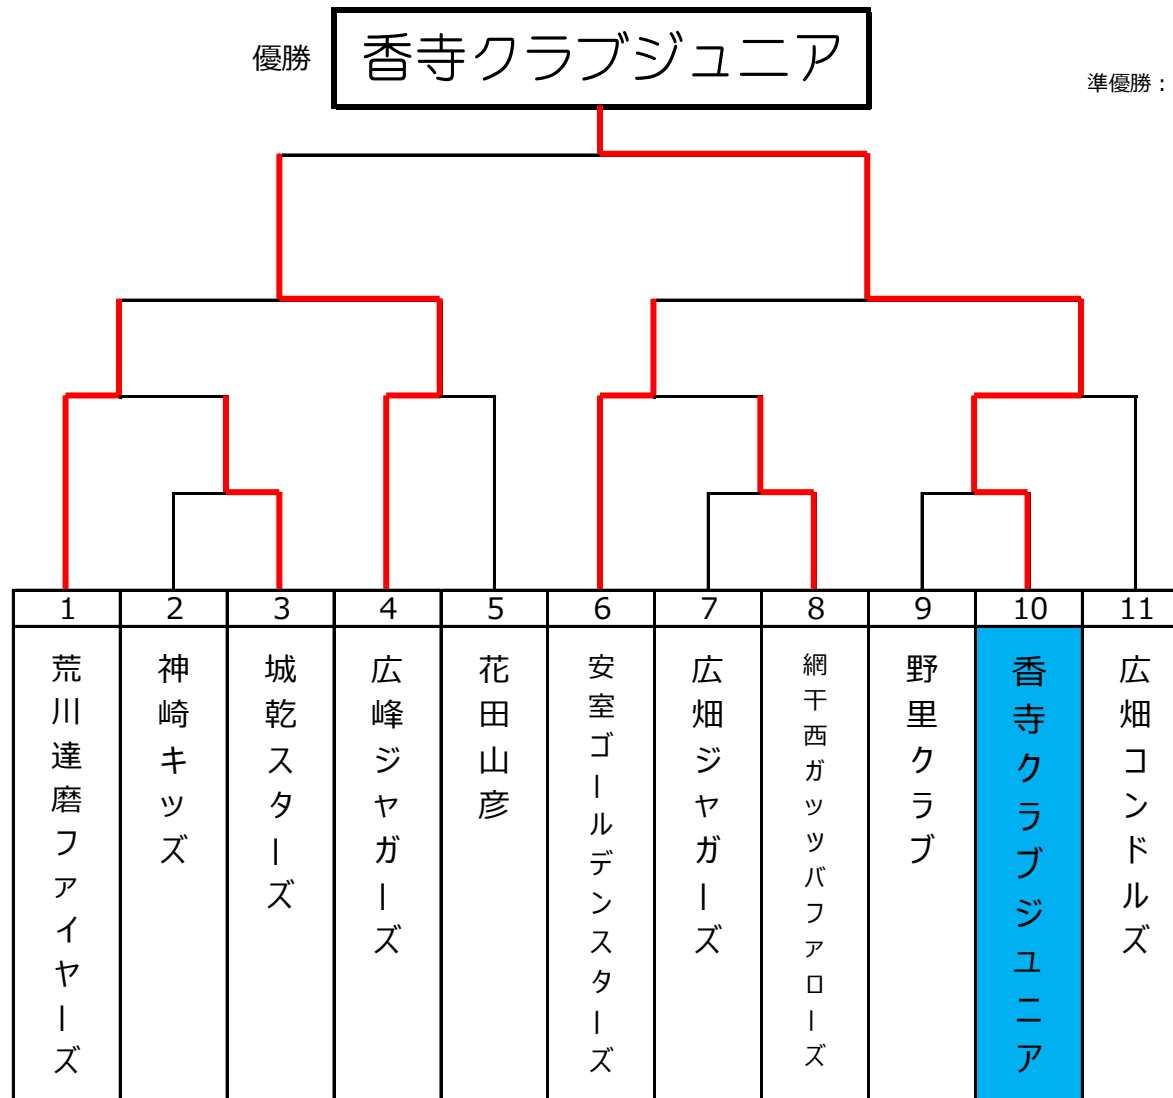 優勝
香寺クラブジュニア
準優勝：
1 2 3 4 5 6 7 8 9 10 11
荒川達磨ファイヤーズ
神崎キッズ
城乾スターズ
広峰ジャガーズ
花田山彦
安室ゴールデンスターズ
広畑ジャガーズ
網干西ガッツバファローズ
野里クラブ
香寺クラブジュニア
広畑コンドルズ